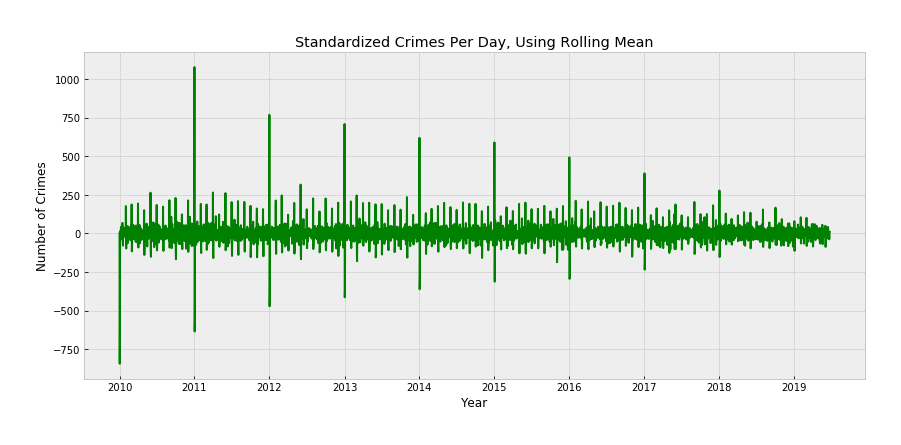 Standardized Crimes Per Day, Using Rolling Mean
1000
750
500
250
0
−250
−500
−750
Number of Crimes
2010 2011 2012 2013 2014 2015 2016 2017 2018 2019
Year